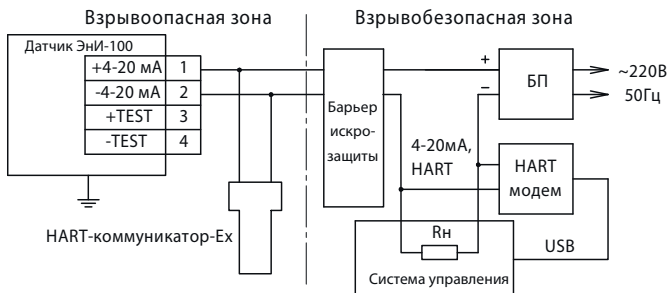 Взрывоопасная зона
Взрывобезопасная зона
Датчик ЭнИ-100
+4-20 мА 1
-4-20 мА 2
+TEST 3
-TEST 4
HART-коммуникатор-Ex
Барьер
искро-
защиты
+
–
БП
~220В
50Гц
4-20мА,
HART
HART
модем
Rн
USB
Система управления